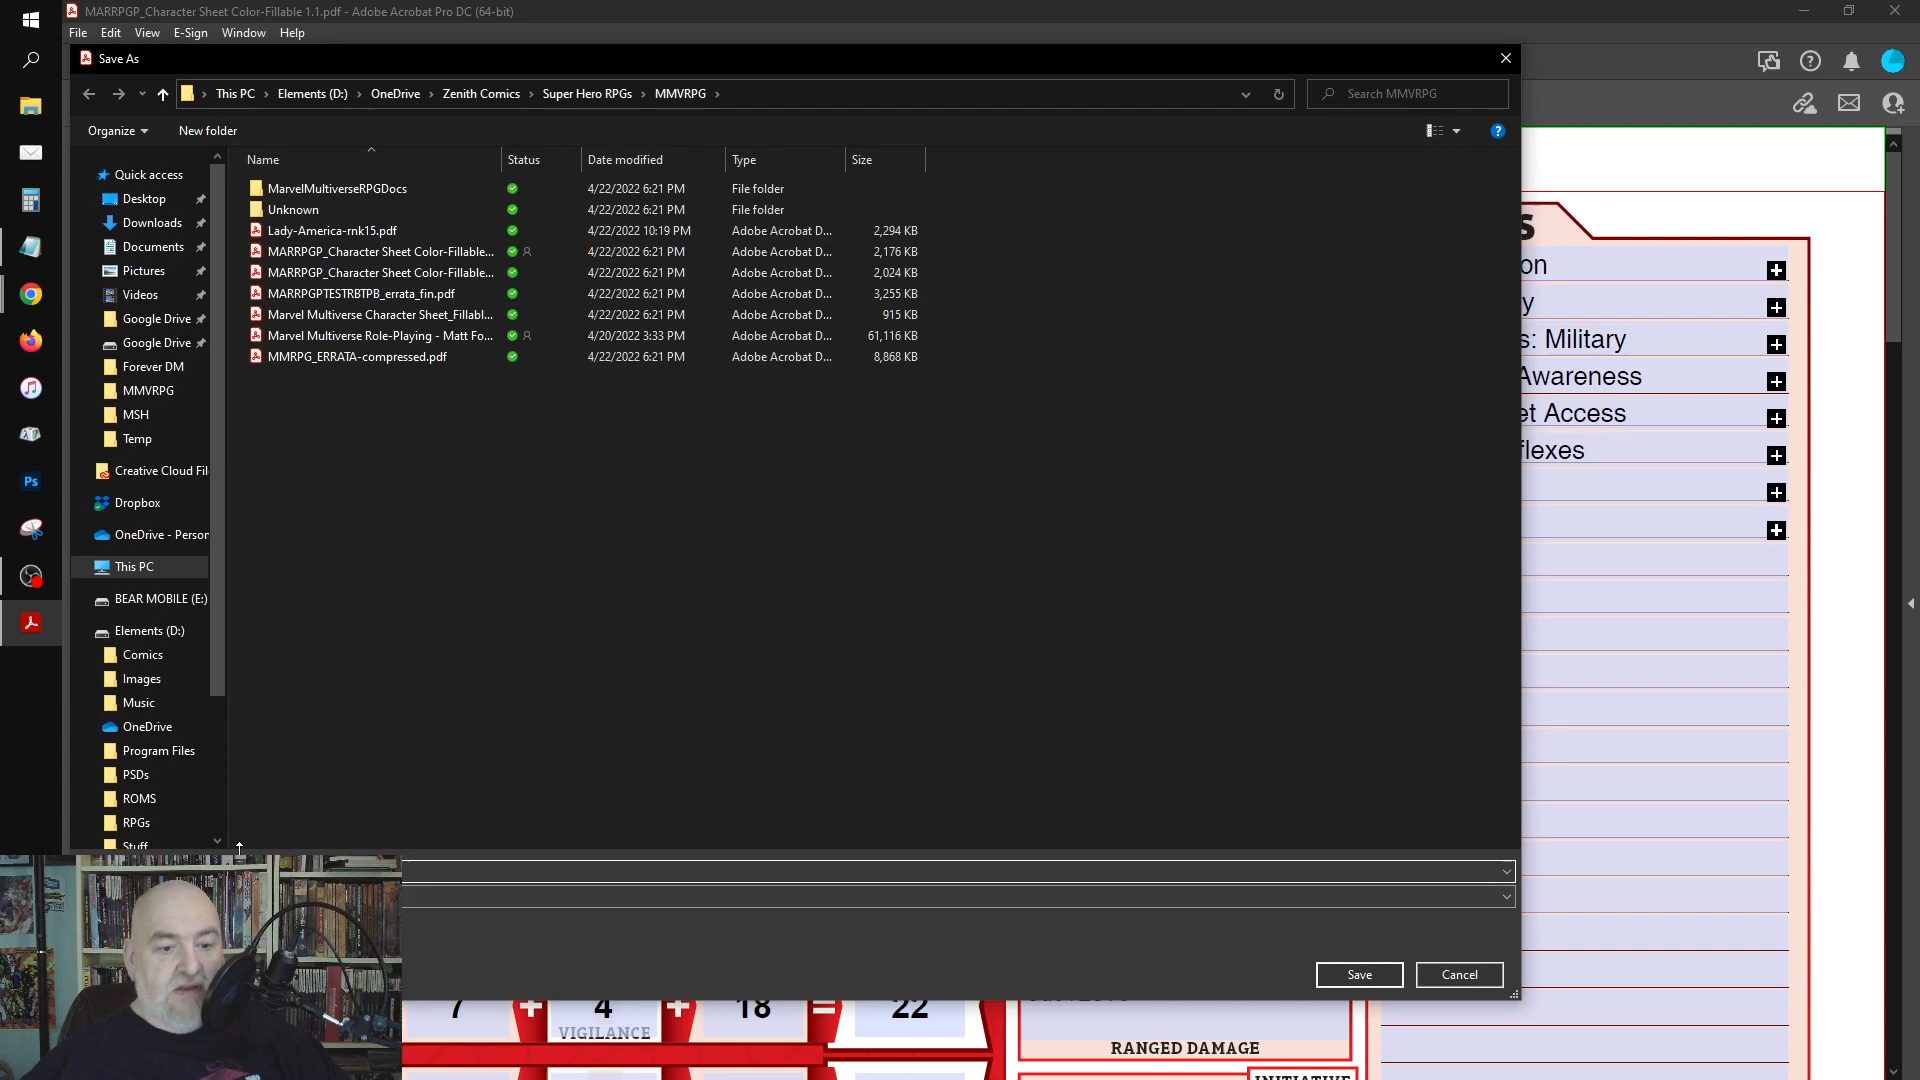 MARRPGP_Character Sheet Color-Fillable 1.1.pdf - Adobe Acrobat Pro DC (64-bit)
File Edit View E-Sign Window Help
Save As
This PC > Elements (D:) > OneDrive > Zenith Comics > Super Hero RPGs > MMVRPG >
Search MMVRPG
Organize New folder
Name Status Date modified Type Size
MarvelMultiverseRPGDocs 4/22/2022 6:21 PM File folder
Unknown 4/22/2022 6:21 PM File folder
Lady-America-rnk15.pdf 4/22/2022 10:19 PM Adobe Acrobat D... 2,294 KB
MARRPGP_Character Sheet Color-Fillable... 4/22/2022 6:21 PM Adobe Acrobat D... 2,176 KB
MARRPGP_Character Sheet Color-Fillable... 4/22/2022 6:21 PM Adobe Acrobat D... 2,024 KB
MARRPGPTESTRBTPB_errata_fin.pdf 4/22/2022 6:21 PM Adobe Acrobat D... 3,255 KB
Marvel Multiverse Character Sheet_Fillabl... 4/22/2022 6:21 PM Adobe Acrobat D... 915 KB
Marvel Multiverse Role-Playing - Matt Fo... 4/20/2022 3:33 PM Adobe Acrobat D... 61,116 KB
MMRPG_ERRATA-compressed.pdf 4/22/2022 6:21 PM Adobe Acrobat D... 8,868 KB
Quick access
Desktop
Downloads
Documents
Pictures
Videos
Google Drive
Google Drive
Forever DM
MMVRPG
MSH
Temp
Creative Cloud Fil
Dropbox
OneDrive - Person
This PC
BEAR MOBILE (E:)
Elements (D:)
Comics
Images
Music
OneDrive
Program Files
PSDs
ROMS
RPGs
Stuff
Ps
S
on
y
s: Military
Awareness
et Access
flexes
Save Cancel
7 + 4 + 18 = 22
VIGILANCE
RANGED DAMAGE
INITIATIVE